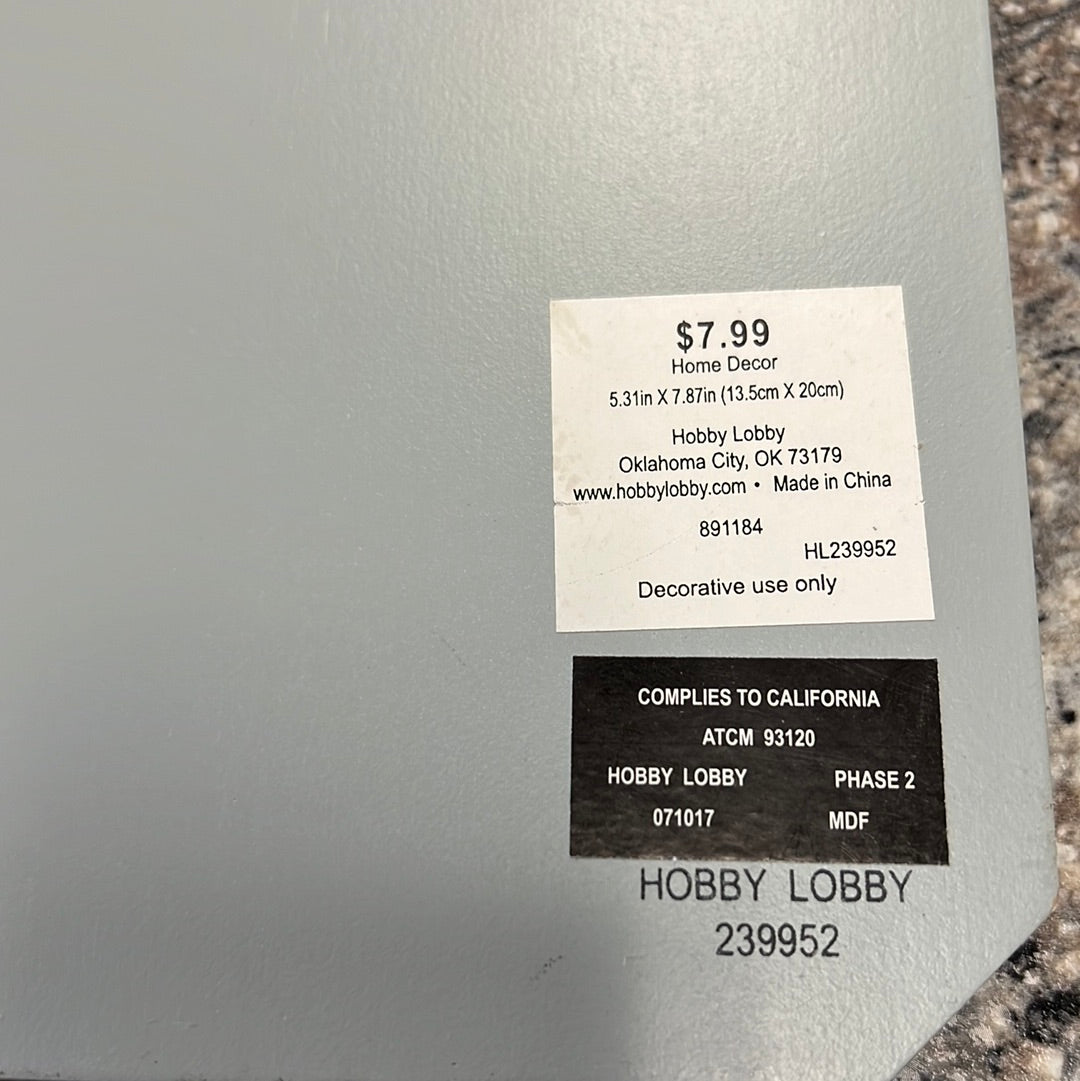 $7.99
Home Decor
5.31in X 7.87in (13.5cm X 20cm)
Hobby Lobby
Oklahoma City, OK 73179
www.hobbylobby.com • Made in China
891184
HL239952
Decorative use only
COMPLIES TO CALIFORNIA
ATCM 93120
HOBBY LOBBY PHASE 2
071017 MDF
HOBBY LOBBY
239952